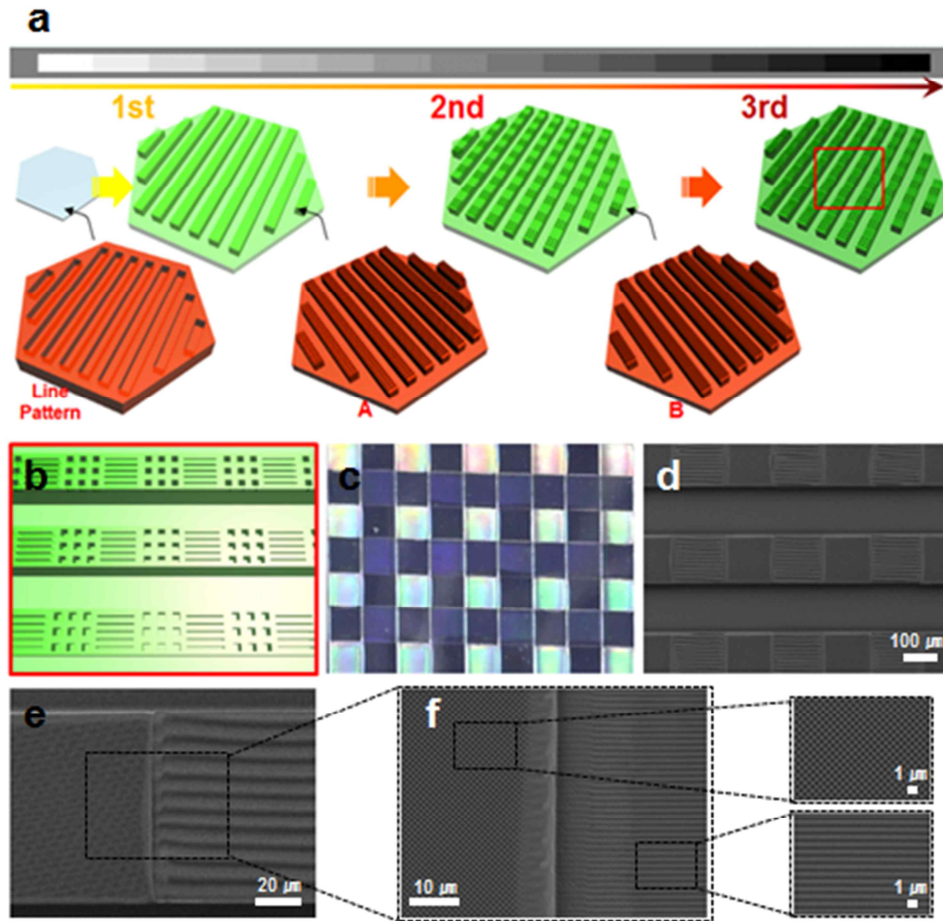 a
1st
2nd
3rd
Line
Pattern
A
B
b
c
d
100 μm
e
20 μm
f
10 μm
1 μm
1 μm